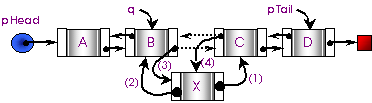 pHead q pTail
A B C D
(3) (4)
(2) X (1)